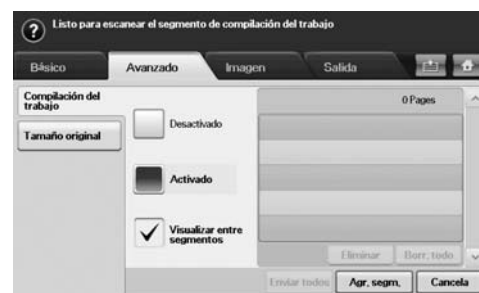 ? Listo para escanear el segmento de compilación del trabajo
Básico Avanzado Imagen Salida
Compilación del
trabajo
Tamaño original
Desactivado
Activado
Visualizar entre
segmentos
0 Pages
Eliminar Borr. todo
Enviar todos Agr. segm. Cancela